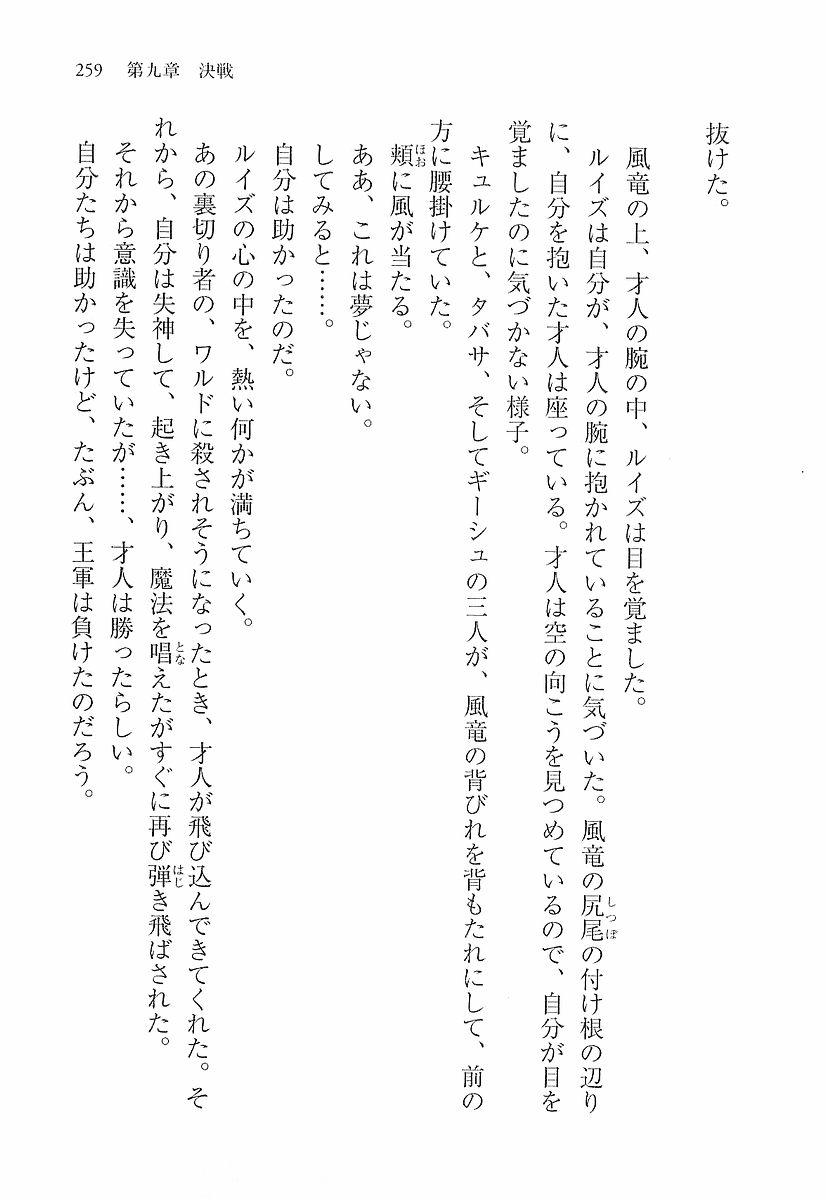 259　第九章　決戦
抜けた。
風竜の上、才人の腕の中、ルイズは目を覚ました。
ルイズは自分が、才人の腕に抱かれていることに気づいた。風竜の尻尾の付け根の辺り
に、自分を抱いた才人は座っている。才人は空の向こうを見つめているので、自分が目を
覚ましたのに気づかない様子。
キュルケと、タバサ、そしてギーシュの三人が、風竜の背びれを背もたれにして、前の
方に腰掛けていた。
頬に風が当たる。
ああ、これは夢じゃない。
してみると……。
自分は助かったのだ。
ルイズの心の中を、熱い何かが満ちていく。
あの裏切り者の、ワルドに殺されそうになったとき、才人が飛び込んできてくれた。そ
れから、自分は失神して、起き上がり、魔法を唱えたがすぐに再び弾き飛ばされた。
それから意識を失っていたが……、才人は勝ったらしい。
自分たちは助かったけど、たぶん、王軍は負けたのだろう。